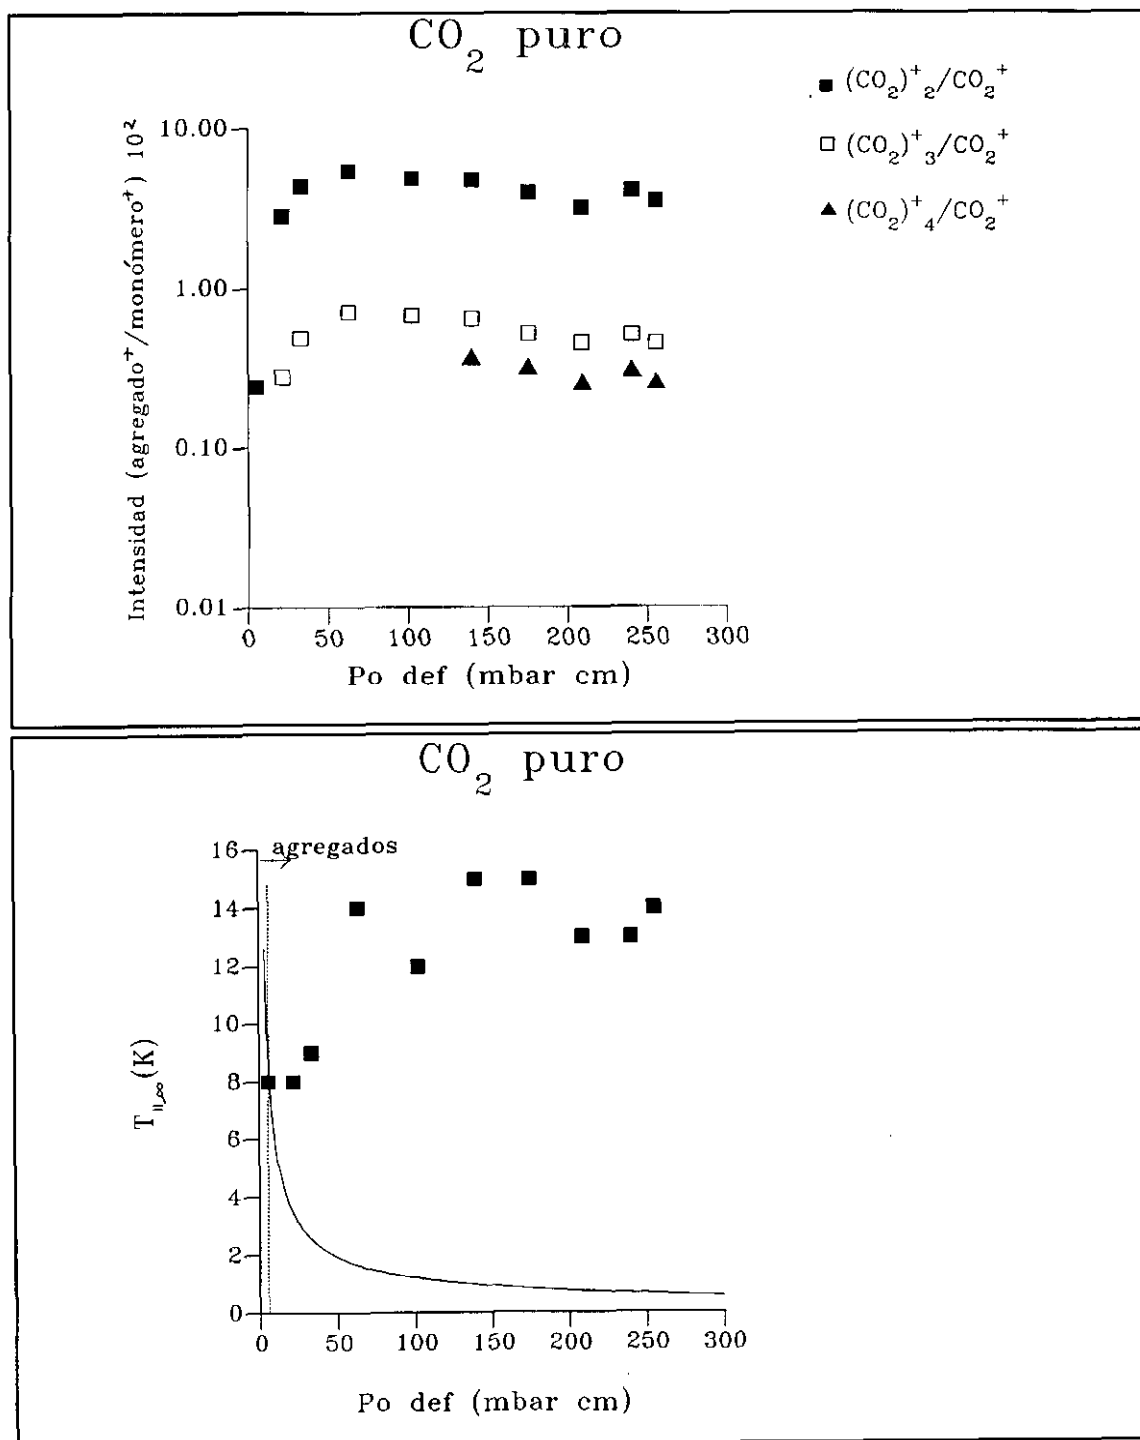 CO2 puro
■ (CO2)+2/CO2+
□ (CO2)+3/CO2+
▲ (CO2)+4/CO2+
Intensidad (agregado+/monómero+) 10²
10.00
1.00
0.10
0.01
0 50 100 150 200 250 300
Po def (mbar cm)
CO2 puro
agregados
T‖,∞(K)
16
14
12
10
8
6
4
2
0
0 50 100 150 200 250 300
Po def (mbar cm)